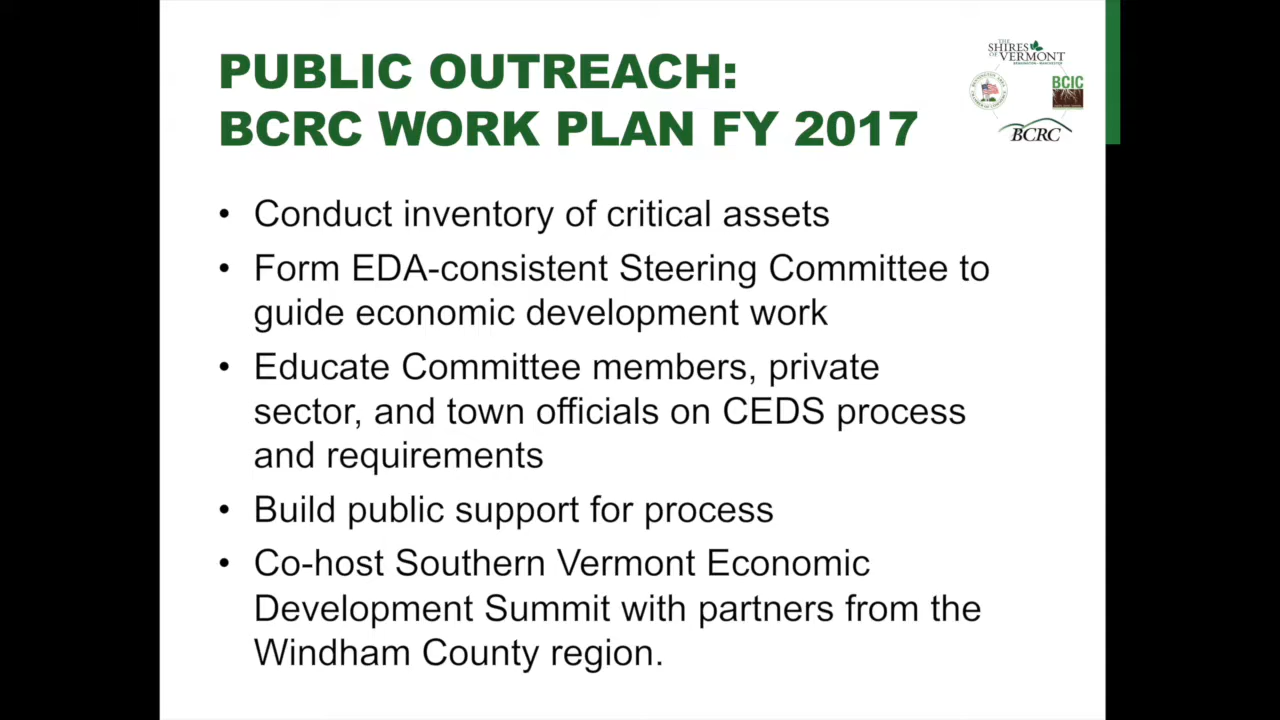 PUBLIC OUTREACH:
BCRC WORK PLAN FY 2017
THE
SHIRES
OF VERMONT
BENNINGTON • MANCHESTER
BCIC
BCRC
• Conduct inventory of critical assets
• Form EDA-consistent Steering Committee to
guide economic development work
• Educate Committee members, private
sector, and town officials on CEDS process
and requirements
• Build public support for process
• Co-host Southern Vermont Economic
Development Summit with partners from the
Windham County region.